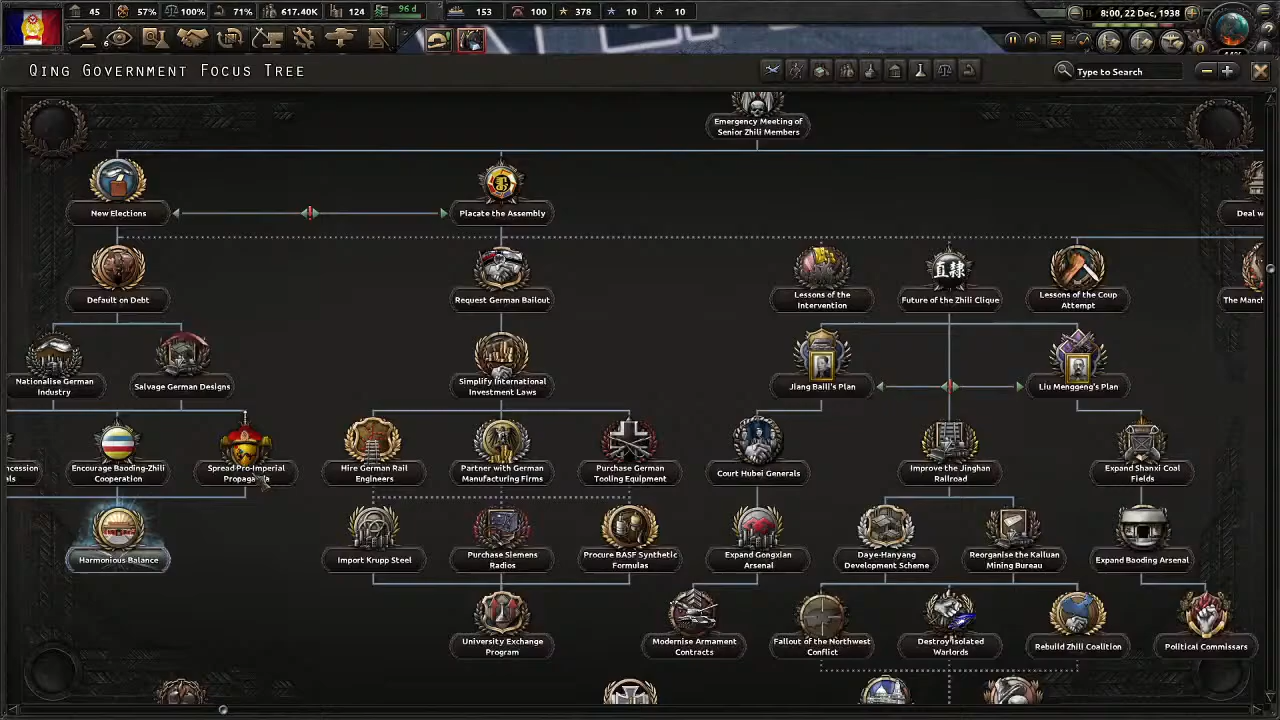 45 57% 100% 71% 617.40K 124 96 d 153 100 378 10 10 8:00, 22 Dec, 1938
Qing Government Focus Tree
Type to Search
Emergency Meeting of
Senior Zhili Members
New Elections
Placate the Assembly
Deal w
Default on Debt
Request German Bailout
直隸
Lessons of the
Intervention
Future of the Zhili Clique
Lessons of the Coup
Attempt
The Manch
Nationalise German
Industry
Salvage German Designs
Simplify International
Investment Laws
Jiang Baili's Plan
Liu Menggeng's Plan
ncession
als
Encourage Baoding-Zhili
Cooperation
Spread Pro-Imperial
Propaganda
Hire German Rail
Engineers
Partner with German
Manufacturing Firms
Purchase German
Tooling Equipment
Court Hubei Generals
Improve the Jinghan
Railroad
Expand Shanxi Coal
Fields
Harmonious Balance
Import Krupp Steel
Purchase Siemens
Radios
Procure BASF Synthetic
Formulas
Expand Gongxian
Arsenal
Daye-Hanyang
Development Scheme
Reorganise the Kailuan
Mining Bureau
Expand Baoding Arsenal
University Exchange
Program
Modernise Armament
Contracts
Fallout of the Northwest
Conflict
Destroy Isolated
Warlords
Rebuild Zhili Coalition
Political Commissars